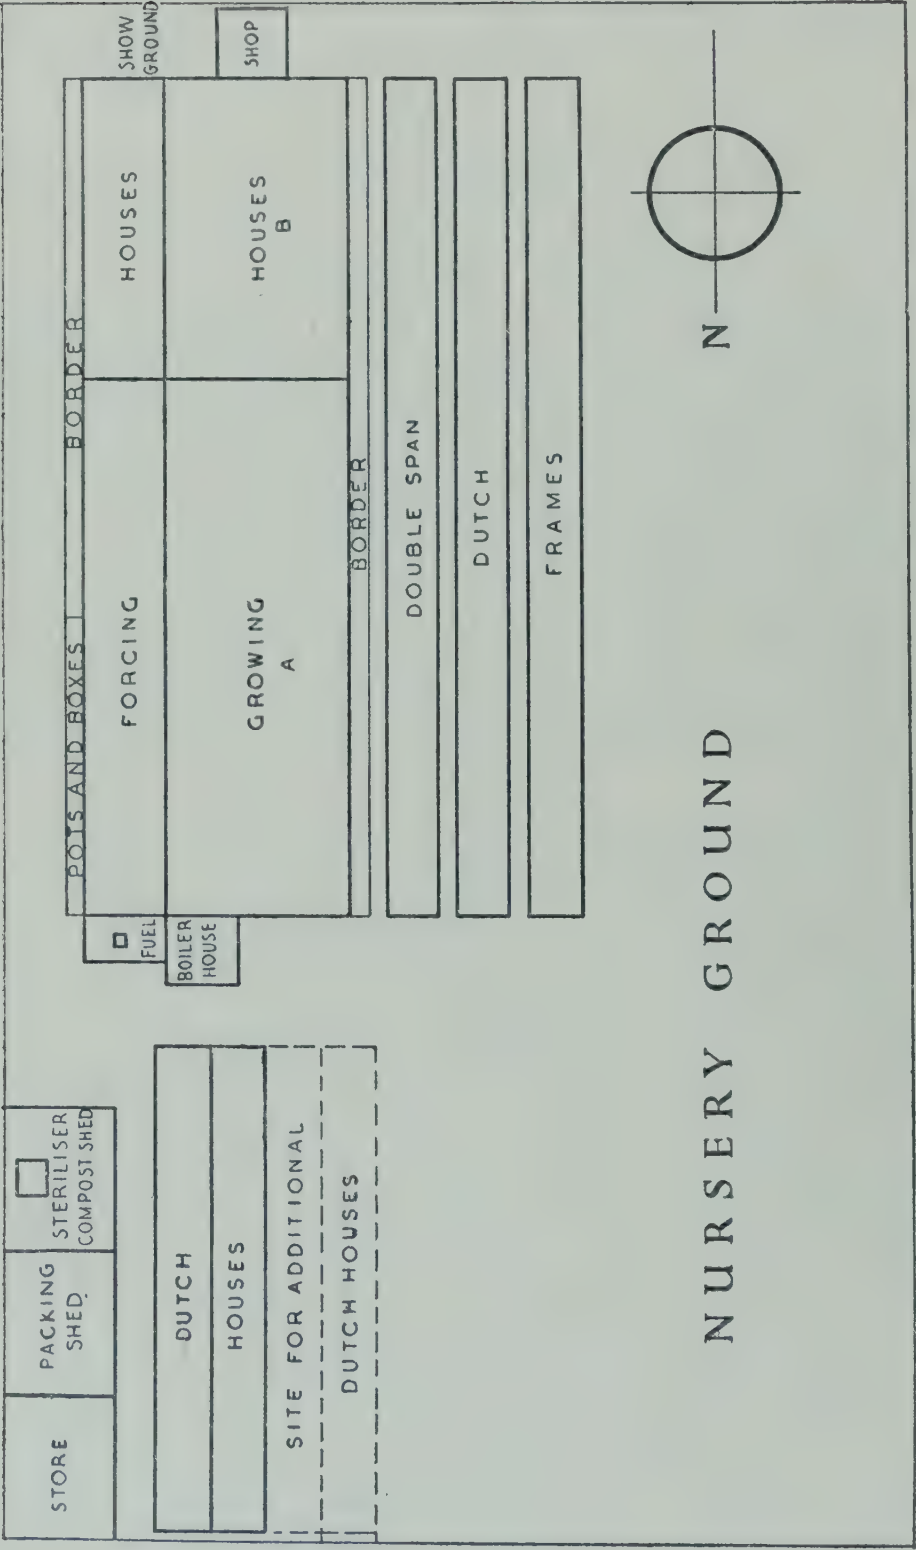 STORE
PACKING
SHED.
STERILISER
COMPOST SHED
POTS AND BOXES
BORDER
SHOW
GROUND
FUEL
FORCING
HOUSES
BOILER
HOUSE
GROWING
A
HOUSES
B
SHOP
DUTCH
HOUSES
SITE FOR ADDITIONAL
DUTCH HOUSES
BORDER
DOUBLE SPAN
DUTCH
FRAMES
NURSERY GROUND
N